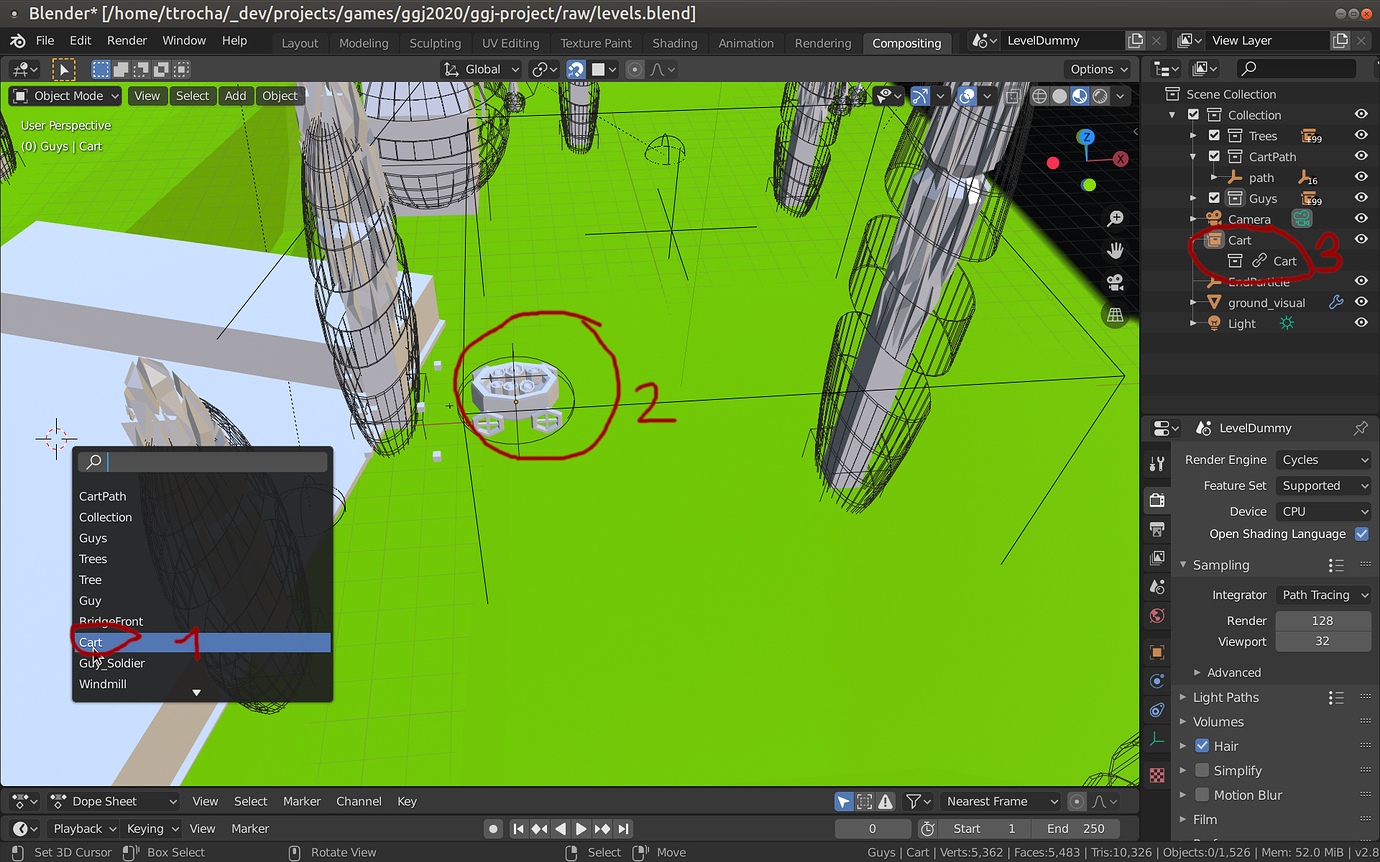 Blender* [/home/ttrocha/_dev/projects/games/ggj2020/ggj-project/raw/levels.blend]
File Edit Render Window Help Layout Modeling Sculpting UV Editing Texture Paint Shading Animation Rendering Compositing LevelDummy View Layer
Global Options
Object Mode View Select Add Object
User Perspective
(0) Guys | Cart
Z
X
Scene Collection
Collection
Trees 99
CartPath
path 16
Guys 99
Camera
Cart
Cart
3
EndParticle
ground_visual
Light
2
CartPath
Collection
Guys
Trees
Tree
Guy
BridgeFront
Cart
1
Guy_Soldier
Windmill
LevelDummy
Render Engine Cycles
Feature Set Supported
Device CPU
Open Shading Language
Sampling
Integrator Path Tracing
Render 128
Viewport 32
Advanced
Light Paths
Volumes
Hair
Simplify
Motion Blur
Film
Dope Sheet View Select Marker Channel Key Nearest Frame
Playback Keying View Marker 0 Start 1 End 250
Set 3D Cursor Box Select Rotate View Select Move Guys | Cart | Verts:5,362 | Faces:5,483 | Tris:10,326 | Objects:0/1,526 | Mem: 52.0 MiB | v2.8